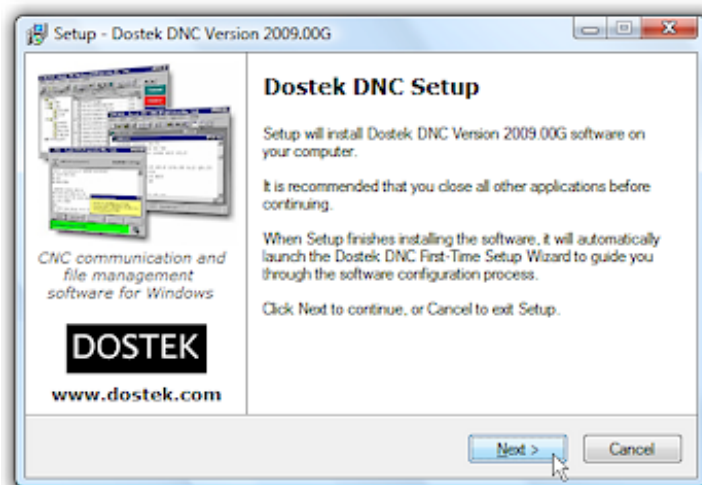 Setup - Dostek DNC Version 2009.00G
Dostek DNC Setup
Setup will install Dostek DNC Version 2009.00G software on
your computer.
It is recommended that you close all other applications before
continuing.
When Setup finishes installing the software, it will automatically
launch the Dostek DNC First-Time Setup Wizard to guide you
through the software configuration process.
Click Next to continue, or Cancel to exit Setup.
CNC communication and
file management
software for Windows
DOSTEK
www.dostek.com
Next >
Cancel